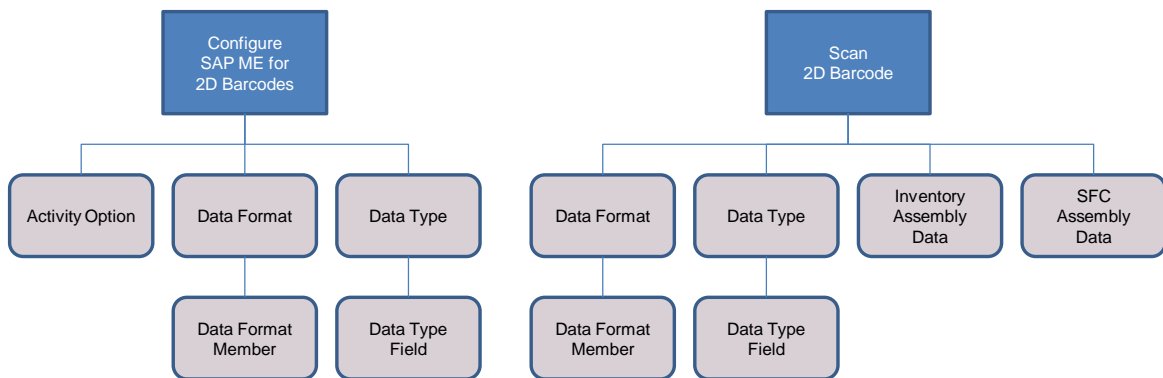 Configure
SAP ME for
2D Barcodes
Scan
2D Barcode
Activity Option
Data Format
Data Type
Data Format
Data Type
Inventory
Assembly
Data
SFC
Assembly
Data
Data Format
Member
Data Type
Field
Data Format
Member
Data Type
Field